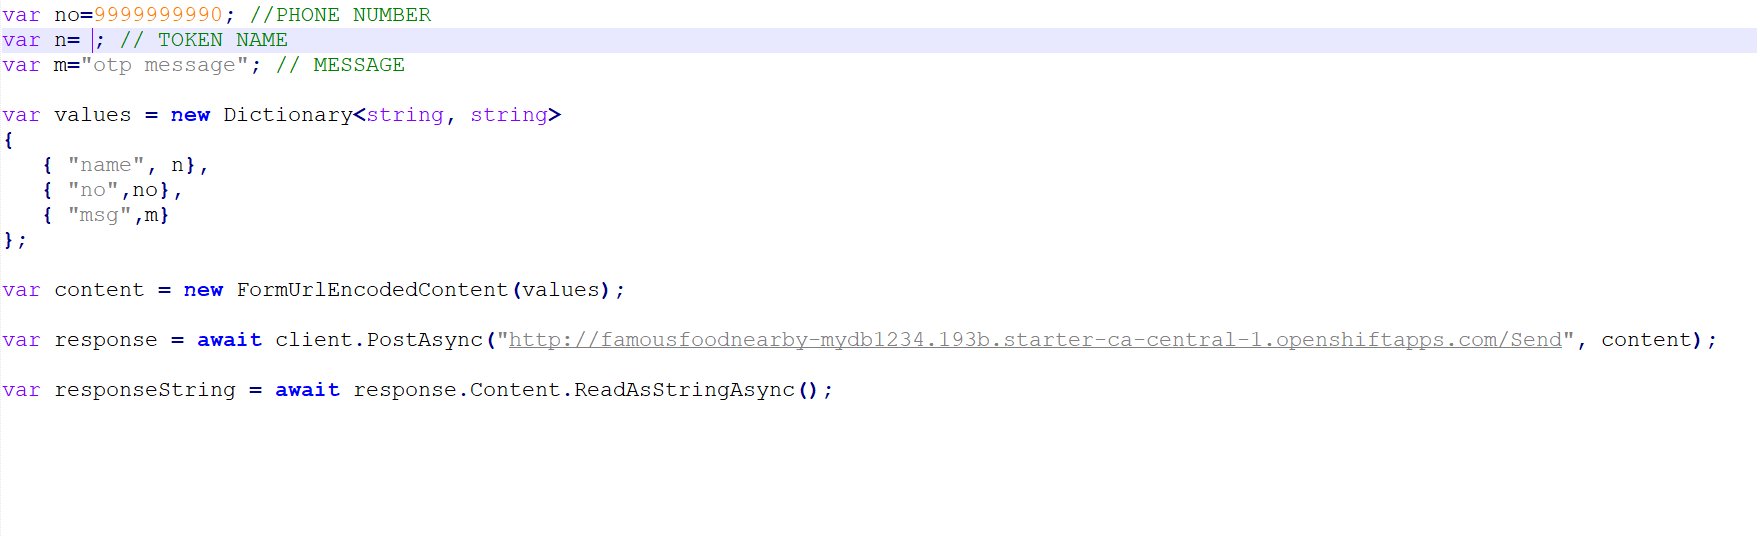 var no=9999999990; //PHONE NUMBER
var n= ; // TOKEN NAME
var m="otp message"; // MESSAGE
var values = new Dictionary<string, string>
{
{ "name", n},
{ "no",no},
{ "msg",m}
};
var content = new FormUrlEncodedContent(values);
var response = await client.PostAsync("http://famousfoodnearby-mydb1234.193b.starter-ca-central-1.openshiftapps.com/Send", content);
var responseString = await response.Content.ReadAsStringAsync();